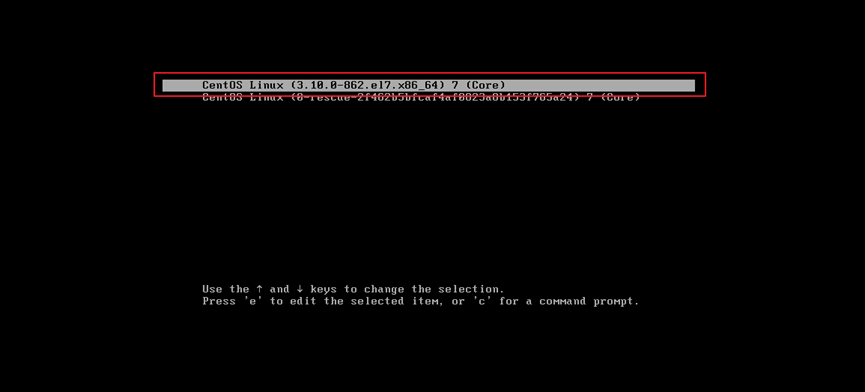 CentOS Linux (3.10.0-862.el7.x86_64) 7 (Core)
CentOS Linux (0-rescue-2f462b5bfcaf4af0823a8b153f765a24) 7 (Core)
Use the ↑ and ↓ keys to change the selection.
Press 'e' to edit the selected item, or 'c' for a command prompt.